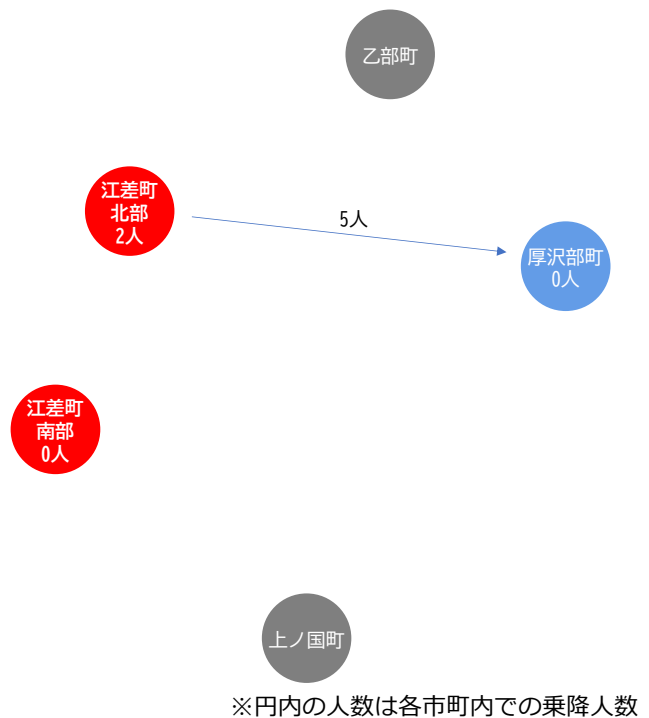 乙部町
江差町
北部
2人
5人
厚沢部町
0人
江差町
南部
0人
上ノ国町
※円内の人数は各市町内での乗降人数